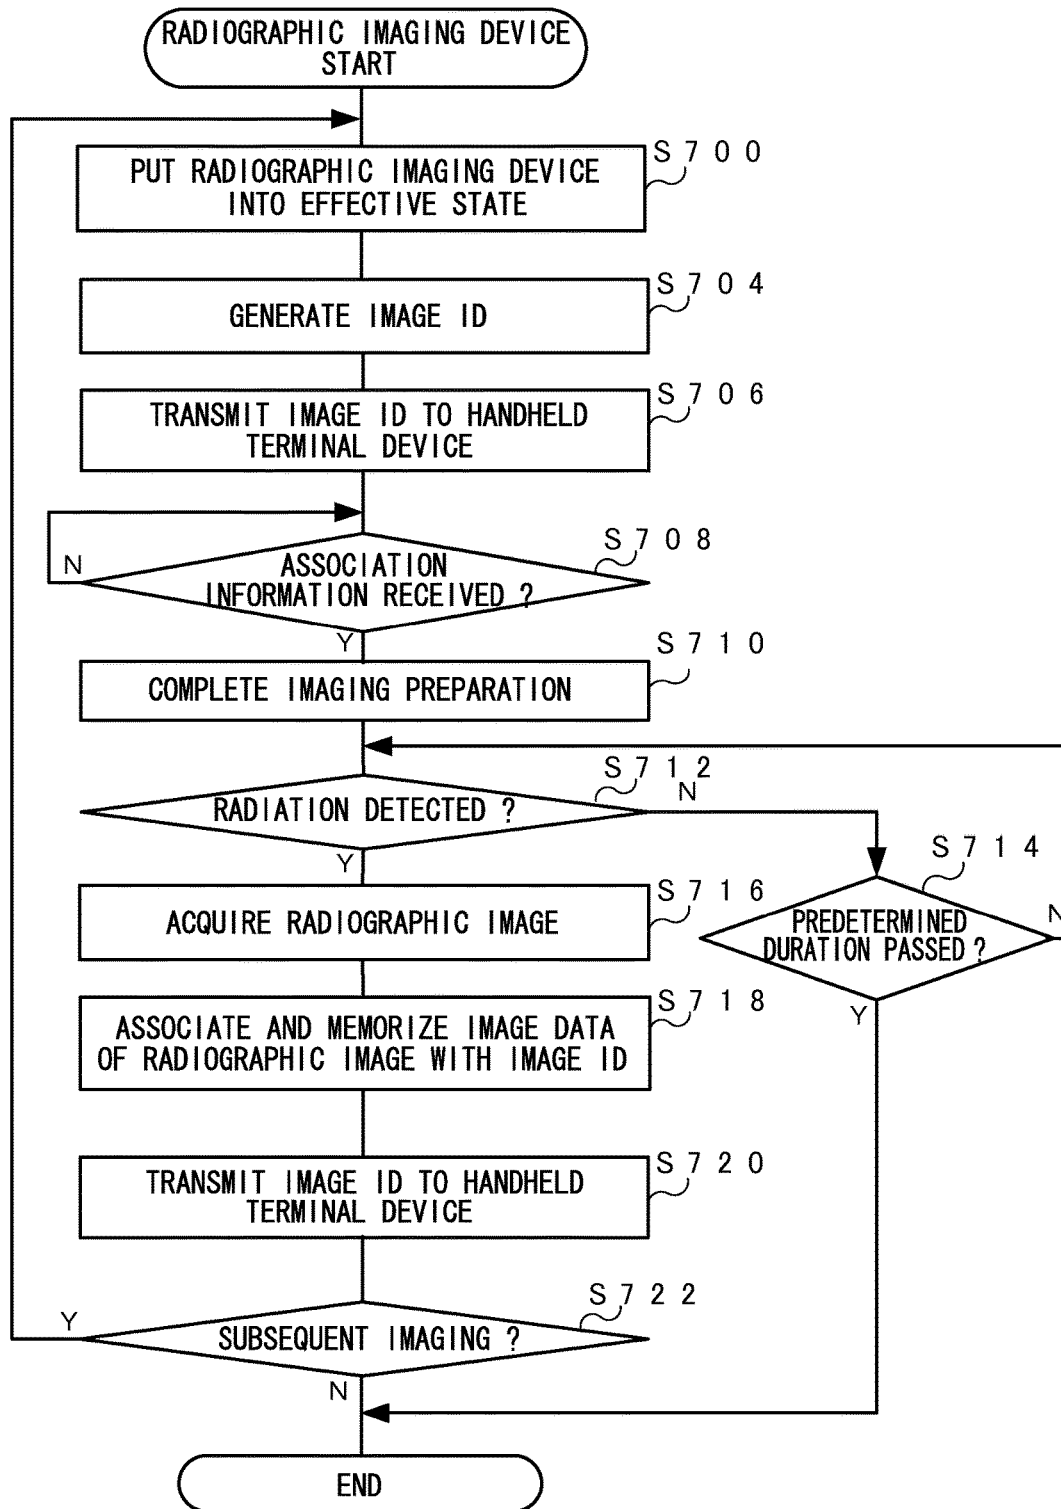 RADIOGRAPHIC IMAGING DEVICE
START
S700
PUT RADIOGRAPHIC IMAGING DEVICE
INTO EFFECTIVE STATE
S704
GENERATE IMAGE ID
S706
TRANSMIT IMAGE ID TO HANDHELD
TERMINAL DEVICE
S708
N
ASSOCIATION
INFORMATION RECEIVED ?
Y
S710
COMPLETE IMAGING PREPARATION
S712
RADIATION DETECTED ?
N
Y
S714
PREDETERMINED
DURATION PASSED ?
N
Y
S716
ACQUIRE RADIOGRAPHIC IMAGE
S718
ASSOCIATE AND MEMORIZE IMAGE DATA
OF RADIOGRAPHIC IMAGE WITH IMAGE ID
S720
TRANSMIT IMAGE ID TO HANDHELD
TERMINAL DEVICE
S722
Y
SUBSEQUENT IMAGING ?
N
END